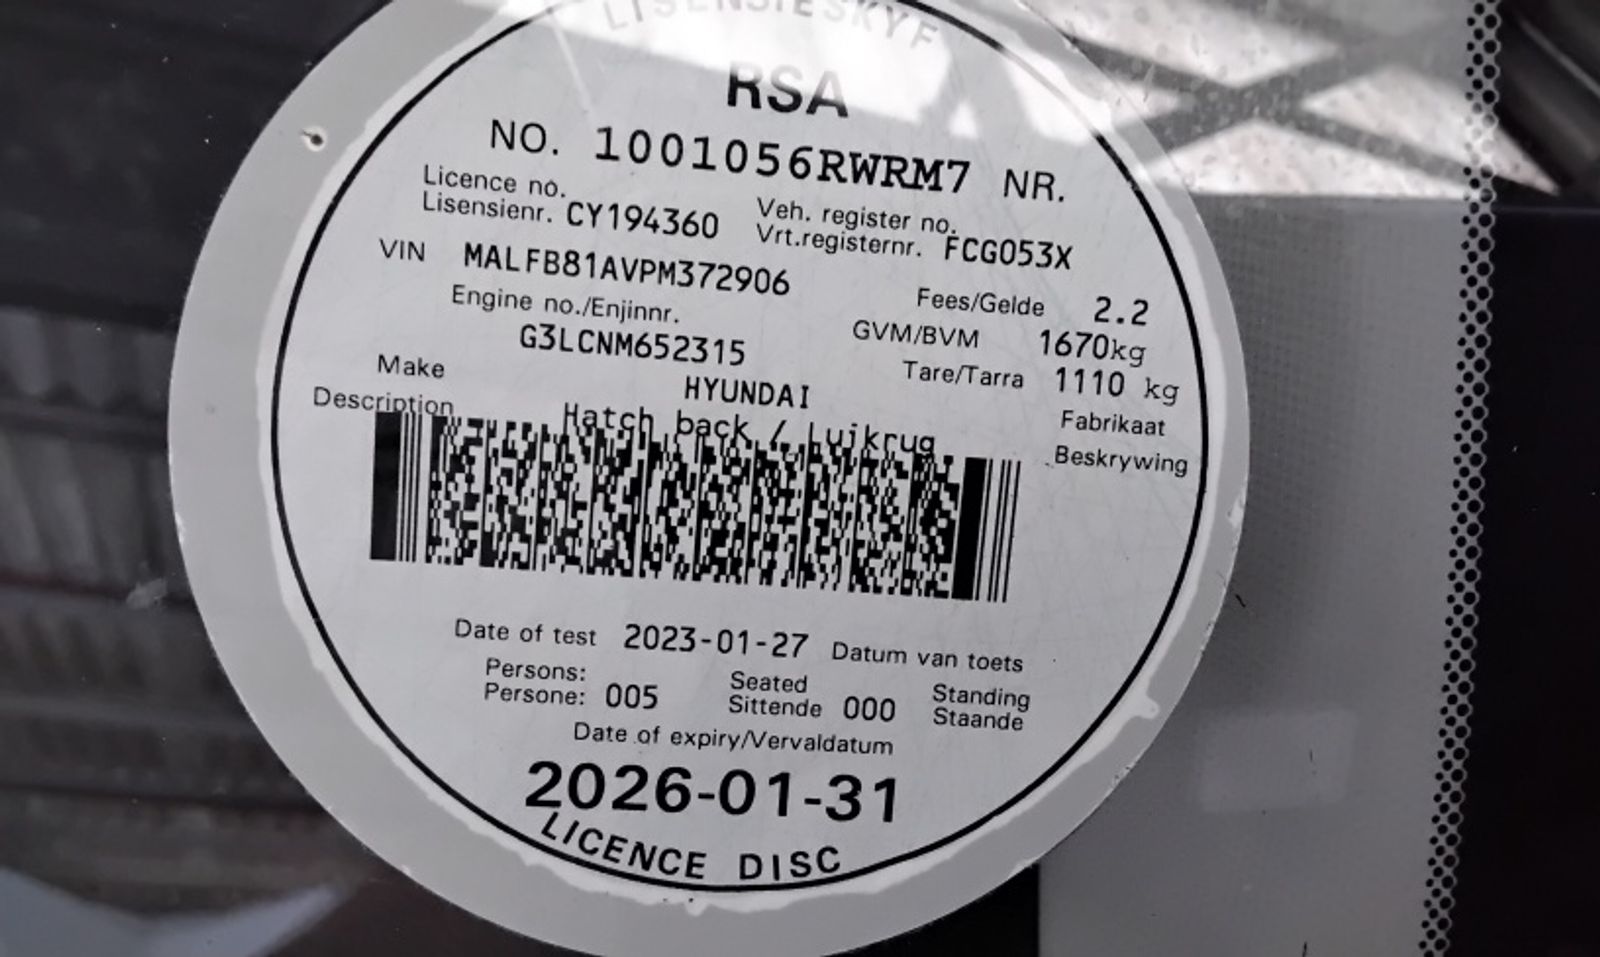 LISENSIESKYF
RSA
NO. 1001056RWRM7 NR.
Licence no.
Lisensienr. CY194360
Veh. register no.
Vrt.registernr. FCG053X
VIN MALFB81AVPM372906
Fees/Gelde 2.2
Engine no./Enjinnr.
G3LCNM652315
GVM/BVM 1670kg
Tare/Tarra 1110 kg
Make HYUNDAI Fabrikaat
Description Hatch back / Luikrug Beskrywing
Date of test 2023-01-27 Datum van toets
Persons: Seated Standing
Persone: 005 Sittende 000 Staande
Date of expiry/Vervaldatum
2026-01-31
LICENCE DISC